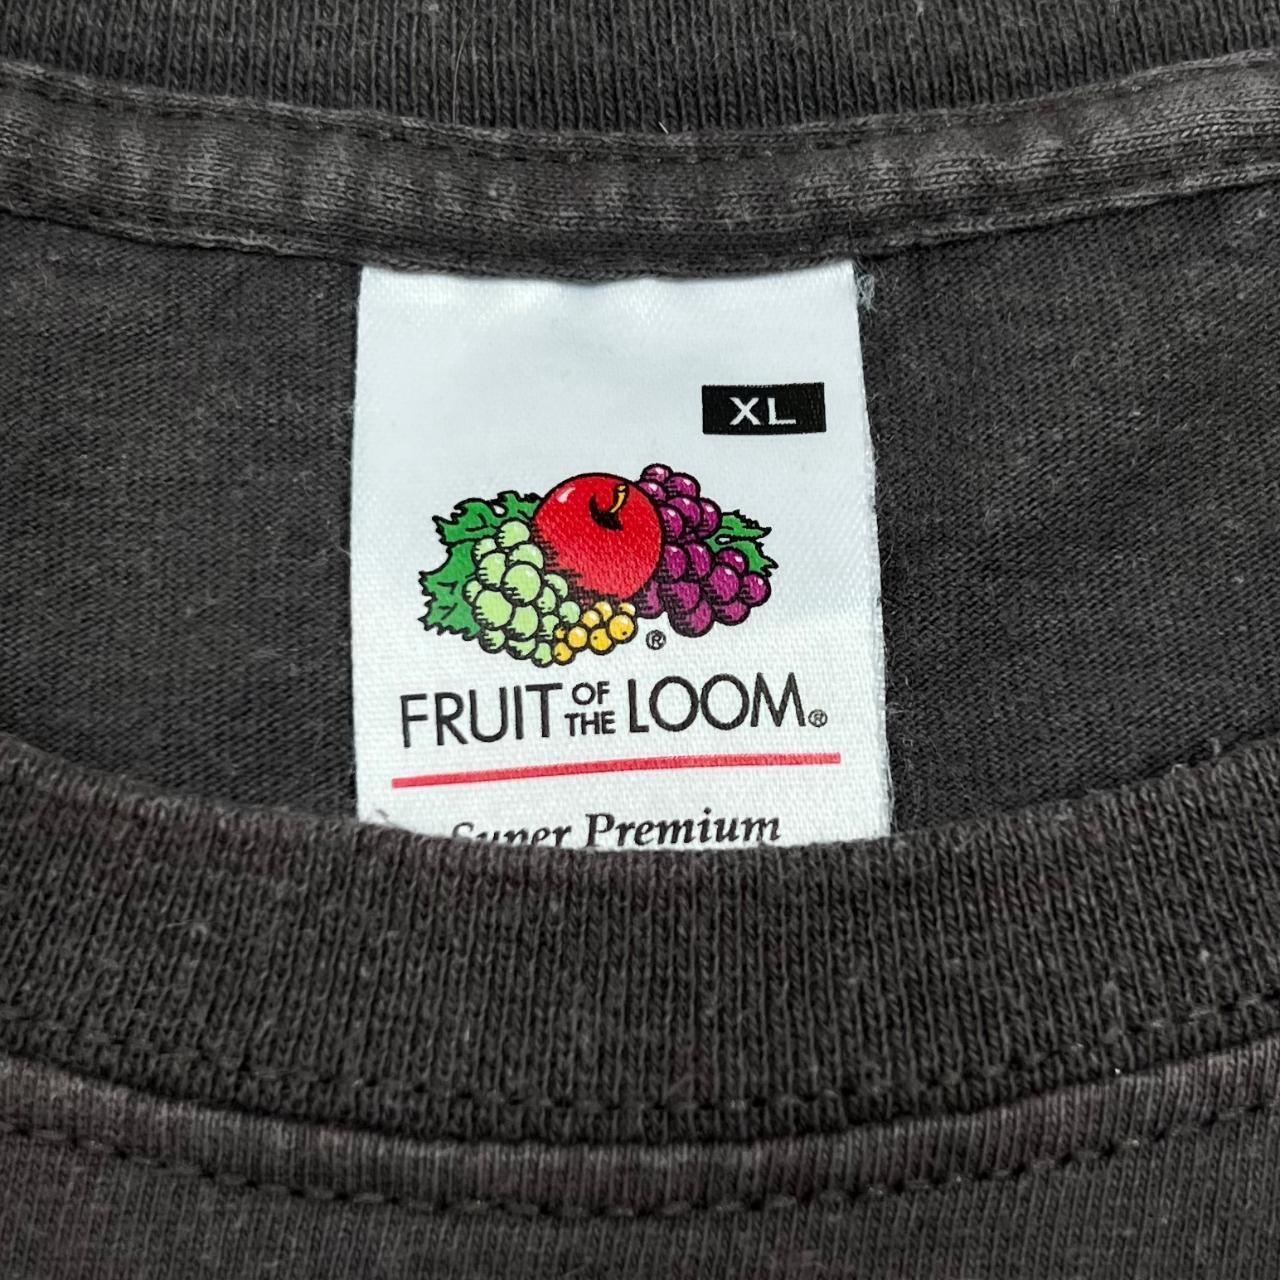 XL
®
FRUIT OF THE LOOM®
Super Premium